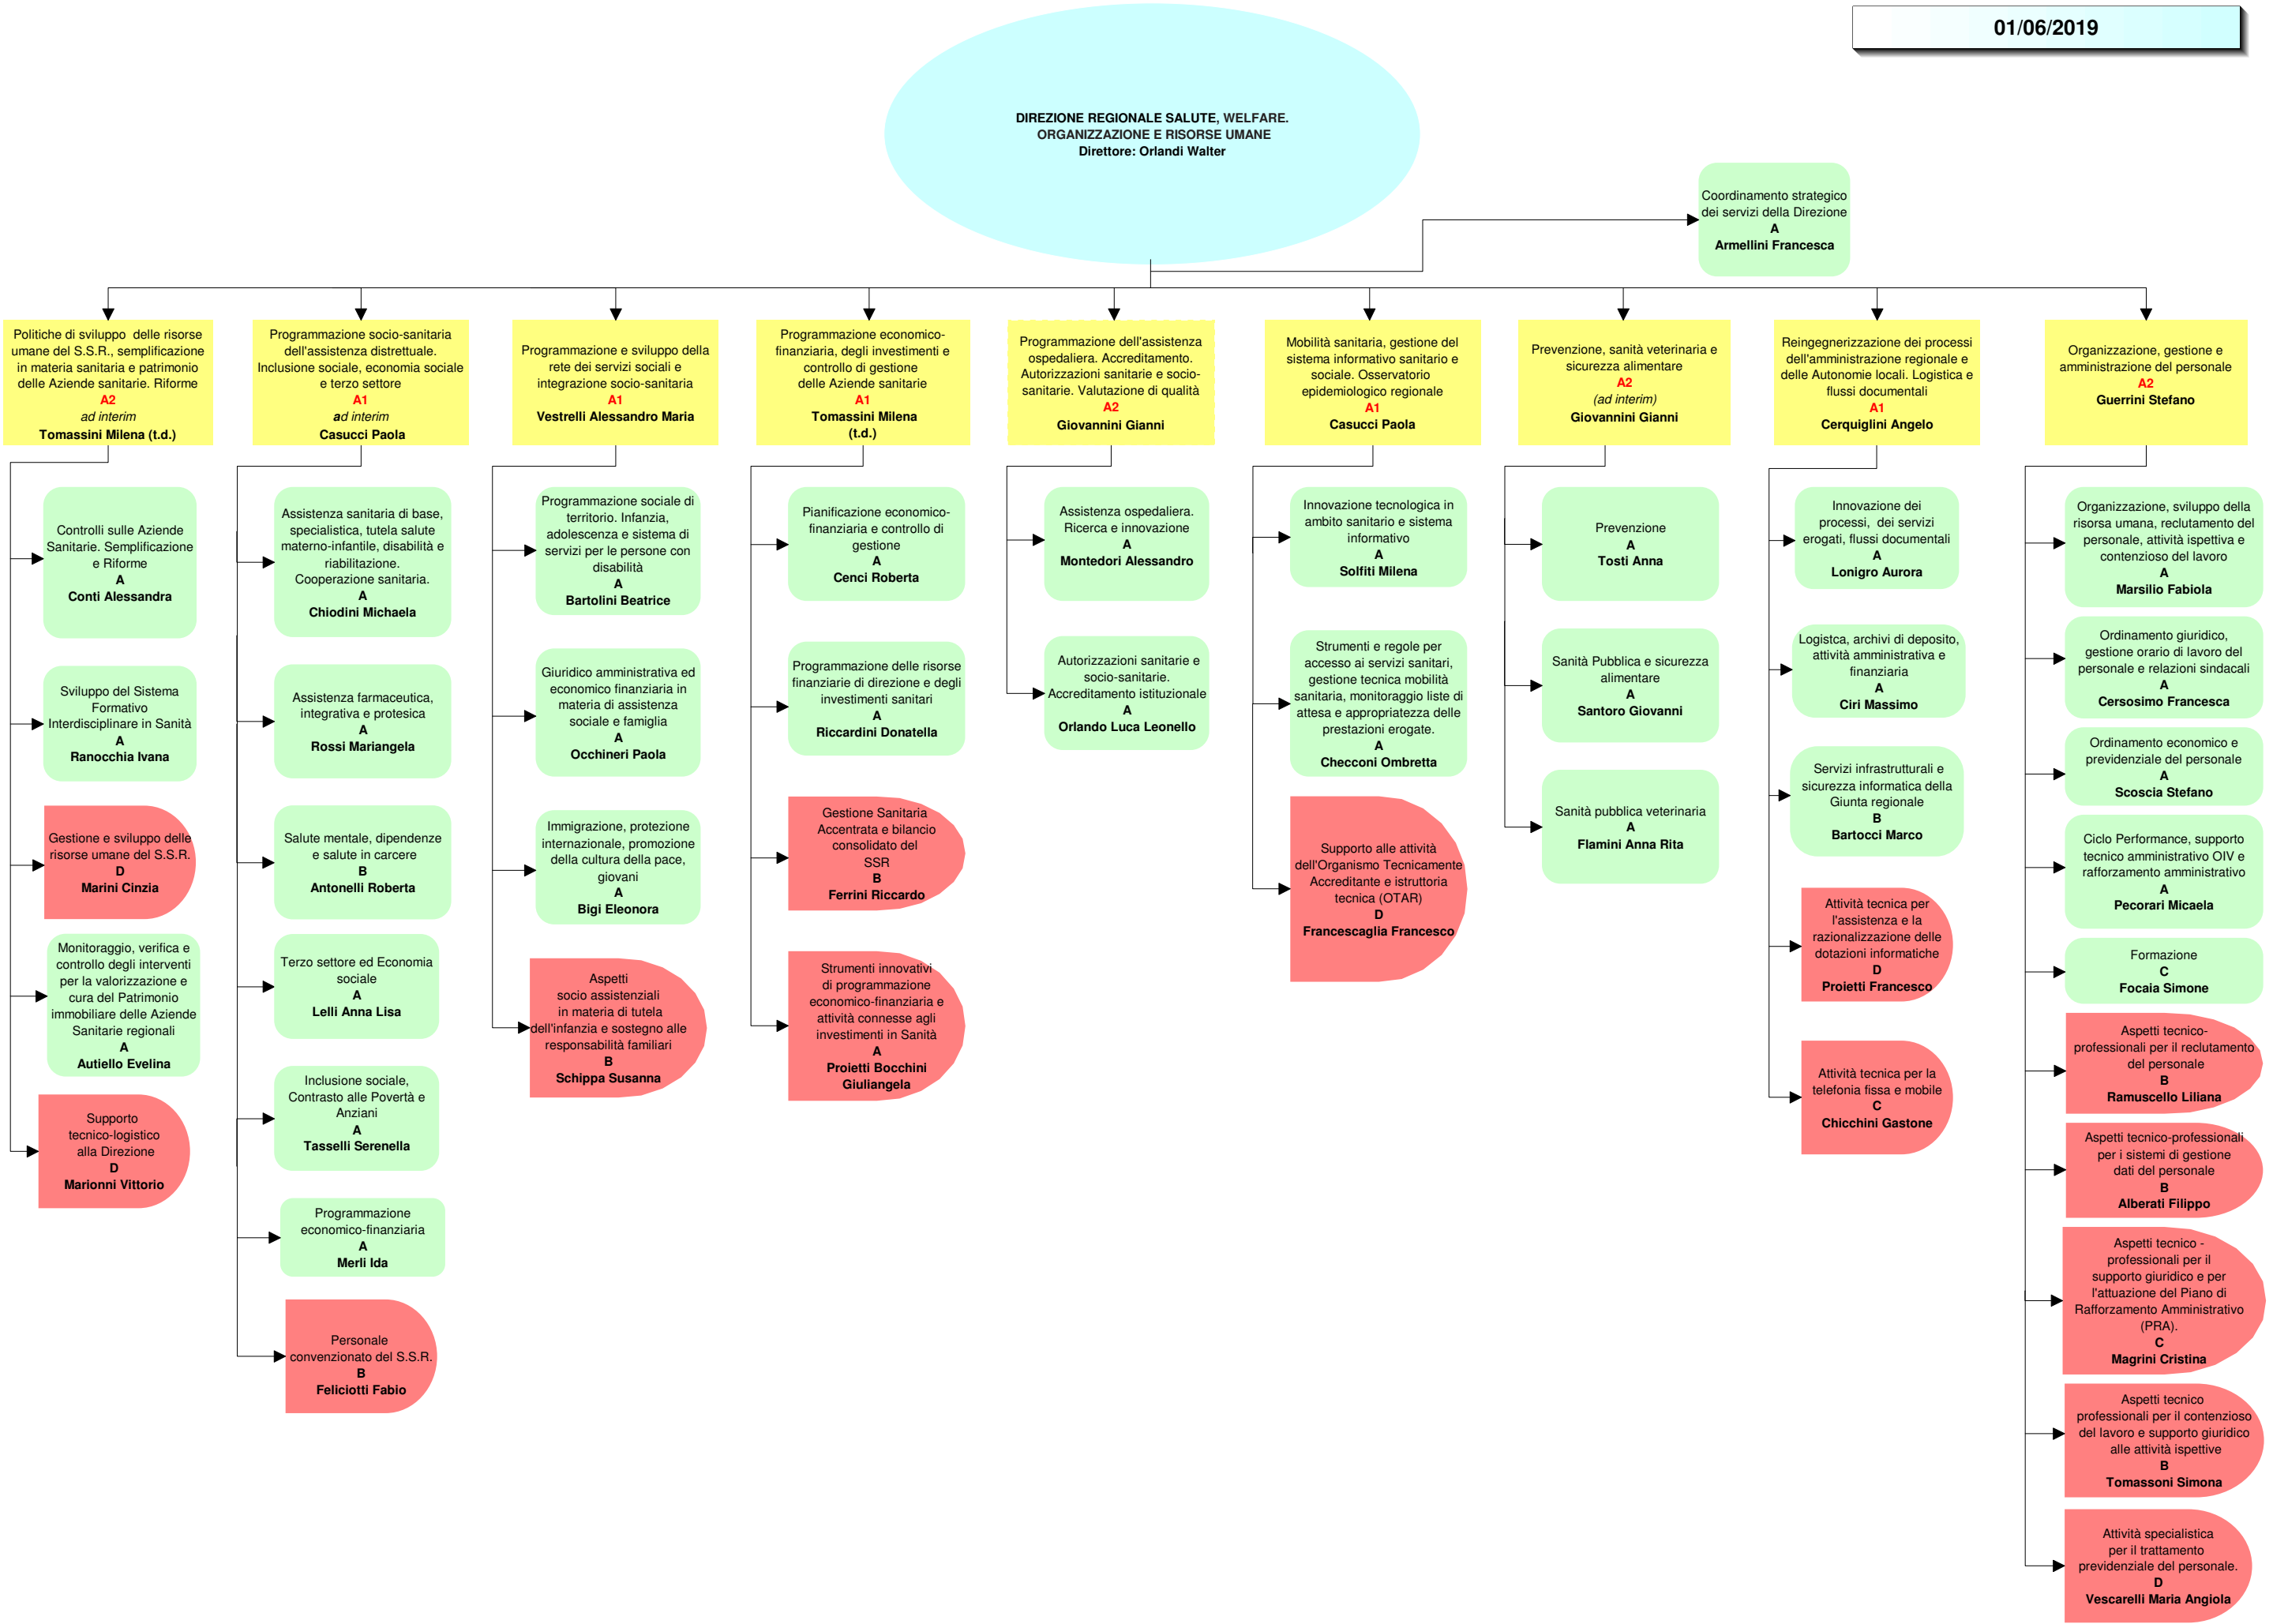 01/06/2019
DIREZIONE REGIONALE SALUTE, WELFARE.
ORGANIZZAZIONE E RISORSE UMANE
Direttore: Orlandi Walter
Coordinamento strategico
dei servizi della Direzione
A
Armellini Francesca
Politiche di sviluppo delle risorse
umane del S.S.R., semplificazione
in materia sanitaria e patrimonio
delle Aziende sanitarie. Riforme
A2
ad interim
Tomassini Milena (t.d.)
Controlli sulle Aziende
Sanitarie. Semplificazione
e Riforme
A
Conti Alessandra
Sviluppo del Sistema
Formativo
Interdisciplinare in Sanità
A
Ranocchia Ivana
Gestione e sviluppo delle
risorse umane del S.S.R.
D
Marini Cinzia
Monitoraggio, verifica e
controllo degli interventi
per la valorizzazione e
cura del Patrimonio
immobiliare delle Aziende
Sanitarie regionali
A
Autiello Evelina
Supporto
tecnico-logistico
alla Direzione
D
Marionni Vittorio
Programmazione socio-sanitaria
dell'assistenza distrettuale.
Inclusione sociale, economia sociale
e terzo settore
A1
ad interim
Casucci Paola
Assistenza sanitaria di base,
specialistica, tutela salute
materno-infantile, disabilità e
riabilitazione.
Cooperazione sanitaria.
A
Chiodini Michaela
Assistenza farmaceutica,
integrativa e protesica
A
Rossi Mariangela
Salute mentale, dipendenze
e salute in carcere
B
Antonelli Roberta
Terzo settore ed Economia
sociale
A
Lelli Anna Lisa
Inclusione sociale,
Contrasto alle Povertà e
Anziani
A
Tasselli Serenella
Programmazione
economico-finanziaria
A
Merli Ida
Personale
convenzionato del S.S.R.
B
Feliciotti Fabio
Programmazione e sviluppo della
rete dei servizi sociali e
integrazione socio-sanitaria
A1
Vestrelli Alessandro Maria
Programmazione sociale di
territorio. Infanzia,
adolescenza e sistema di
servizi per le persone con
disabilità
A
Bartolini Beatrice
Giuridico amministrativa ed
economico finanziaria in
materia di assistenza
sociale e famiglia
A
Occhineri Paola
Immigrazione, protezione
internazionale, promozione
della cultura della pace,
giovani
A
Bigi Eleonora
Aspetti
socio assistenziali
in materia di tutela
dell'infanzia e sostegno alle
responsabilità familiari
B
Schippa Susanna
Programmazione economico-
finanziaria, degli investimenti e
controllo di gestione
delle Aziende sanitarie
A1
Tomassini Milena
(t.d.)
Pianificazione economico-
finanziaria e controllo di
gestione
A
Cenci Roberta
Programmazione delle risorse
finanziarie di direzione e degli
investimenti sanitari
A
Riccardini Donatella
Gestione Sanitaria
Accentrata e bilancio
consolidato del
SSR
B
Ferrini Riccardo
Strumenti innovativi
di programmazione
economico-finanziaria e
attività connesse agli
investimenti in Sanità
A
Proietti Bocchini
Giuliangela
Programmazione dell'assistenza
ospedaliera. Accreditamento.
Autorizzazioni sanitarie e socio-
sanitarie. Valutazione di qualità
A2
Giovannini Gianni
Assistenza ospedaliera.
Ricerca e innovazione
A
Montedori Alessandro
Autorizzazioni sanitarie e
socio-sanitarie.
Accreditamento istituzionale
A
Orlando Luca Leonello
Mobilità sanitaria, gestione del
sistema informativo sanitario e
sociale. Osservatorio
epidemiologico regionale
A1
Casucci Paola
Innovazione tecnologica in
ambito sanitario e sistema
informativo
A
Solfiti Milena
Strumenti e regole per
accesso ai servizi sanitari,
gestione tecnica mobilità
sanitaria, monitoraggio liste di
attesa e appropriatezza delle
prestazioni erogate.
A
Checconi Ombretta
Supporto alle attività
dell'Organismo Tecnicamente
Accreditante e istruttoria
tecnica (OTAR)
D
Francescaglia Francesco
Prevenzione, sanità veterinaria e
sicurezza alimentare
A2
(ad interim)
Giovannini Gianni
Prevenzione
A
Tosti Anna
Sanità Pubblica e sicurezza
alimentare
A
Santoro Giovanni
Sanità pubblica veterinaria
A
Flamini Anna Rita
Reingegnerizzazione dei processi
dell'amministrazione regionale e
delle Autonomie locali. Logistica e
flussi documentali
A1
Cerquiglini Angelo
Innovazione dei
processi, dei servizi
erogati, flussi documentali
A
Lonigro Aurora
Logistca, archivi di deposito,
attività amministrativa e
finanziaria
A
Ciri Massimo
Servizi infrastrutturali e
sicurezza informatica della
Giunta regionale
B
Bartocci Marco
Attività tecnica per
l'assistenza e la
razionalizzazione delle
dotazioni informatiche
D
Proietti Francesco
Attività tecnica per la
telefonia fissa e mobile
C
Chicchini Gastone
Organizzazione, gestione e
amministrazione del personale
A2
Guerrini Stefano
Organizzazione, sviluppo della
risorsa umana, reclutamento del
personale, attività ispettiva e
contenzioso del lavoro
A
Marsilio Fabiola
Ordinamento giuridico,
gestione orario di lavoro del
personale e relazioni sindacali
A
Cersosimo Francesca
Ordinamento economico e
previdenziale del personale
A
Scoscia Stefano
Ciclo Performance, supporto
tecnico amministrativo OIV e
rafforzamento amministrativo
A
Pecorari Micaela
Formazione
C
Focaia Simone
Aspetti tecnico-
professionali per il reclutamento
del personale
B
Ramuscello Liliana
Aspetti tecnico-professionali
per i sistemi di gestione
dati del personale
B
Alberati Filippo
Aspetti tecnico -
professionali per il
supporto giuridico e per
l'attuazione del Piano di
Rafforzamento Amministrativo
(PRA).
C
Magrini Cristina
Aspetti tecnico
professionali per il contenzioso
del lavoro e supporto giuridico
alle attività ispettive
B
Tomassoni Simona
Attività specialistica
per il trattamento
previdenziale del personale.
D
Vescarelli Maria Angiola